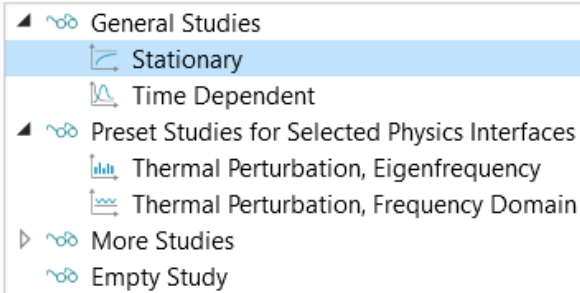 General Studies
Stationary
Time Dependent
Preset Studies for Selected Physics Interfaces
Thermal Perturbation, Eigenfrequency
Thermal Perturbation, Frequency Domain
More Studies
Empty Study